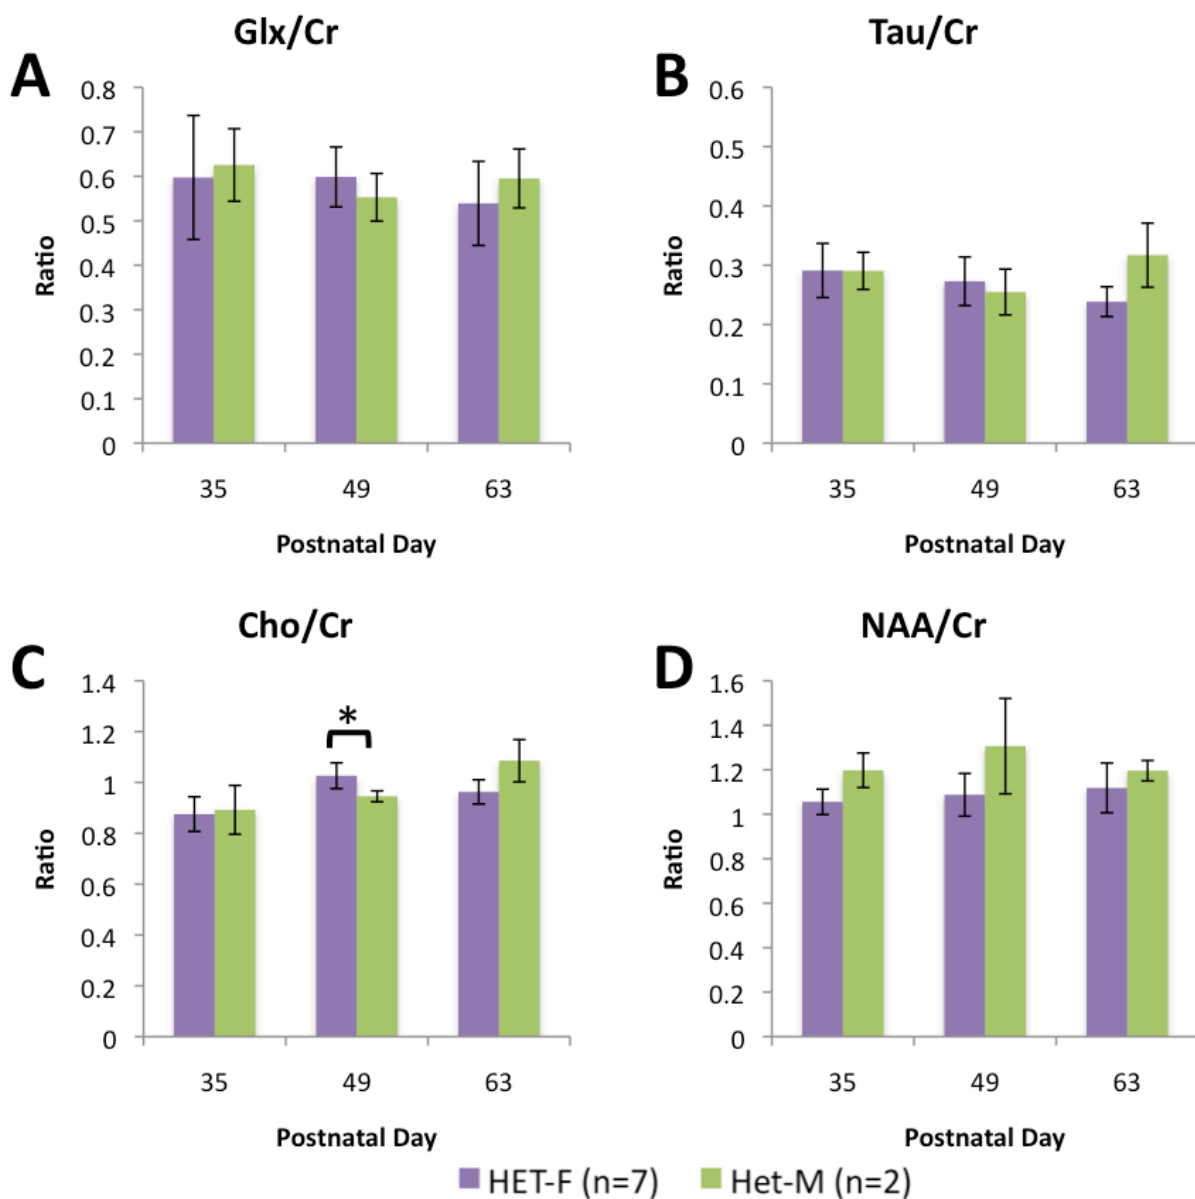 Glx/Cr
A
0.8
0.7
0.6
0.5
0.4
0.3
0.2
0.1
0
Ratio
35 49 63
Postnatal Day
Tau/Cr
B
0.6
0.5
0.4
0.3
0.2
0.1
0
Ratio
35 49 63
Postnatal Day
Cho/Cr
C
1.4
1.2
1
0.8
0.6
0.4
0.2
0
Ratio
*
35 49 63
Postnatal Day
NAA/Cr
D
1.6
1.4
1.2
1
0.8
0.6
0.4
0.2
0
Ratio
35 49 63
Postnatal Day
HET-F (n=7) Het-M (n=2)